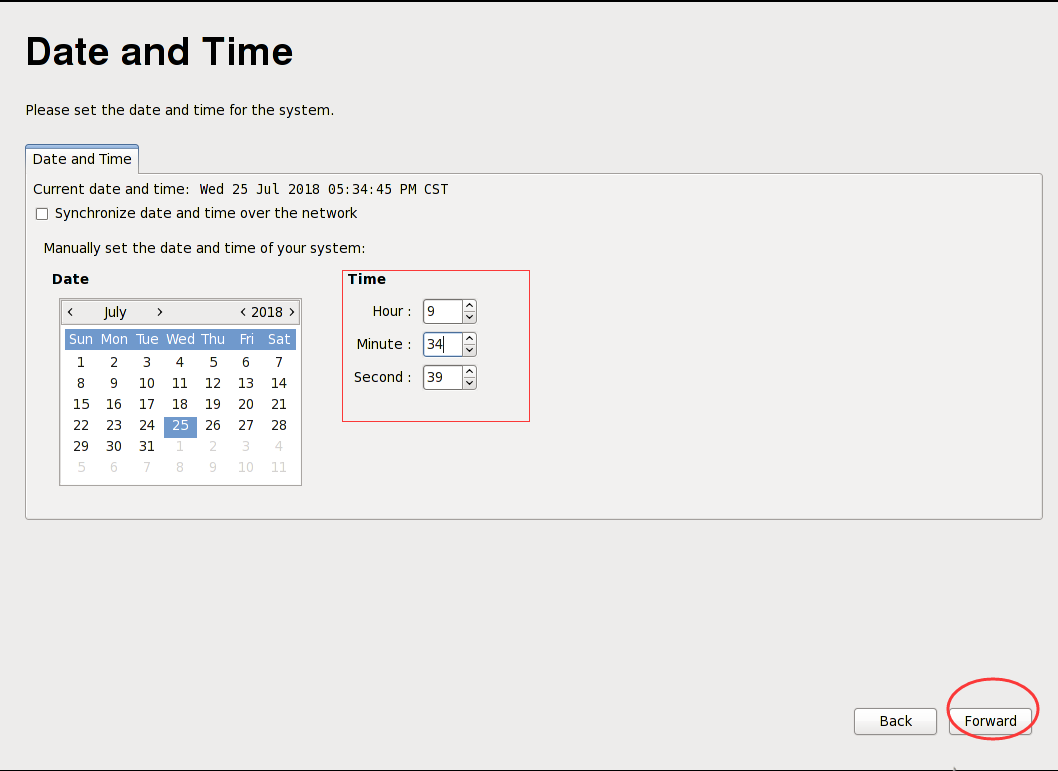 Date and Time
Please set the date and time for the system.
Date and Time
Current date and time: Wed 25 Jul 2018 05:34:45 PM CST
Synchronize date and time over the network
Manually set the date and time of your system:
Date
< July > < 2018 >
Sun Mon Tue Wed Thu Fri Sat
1 2 3 4 5 6 7
8 9 10 11 12 13 14
15 16 17 18 19 20 21
22 23 24 25 26 27 28
29 30 31 1 2 3 4
5 6 7 8 9 10 11
Time
Hour : 9
Minute : 34
Second : 39
Back Forward